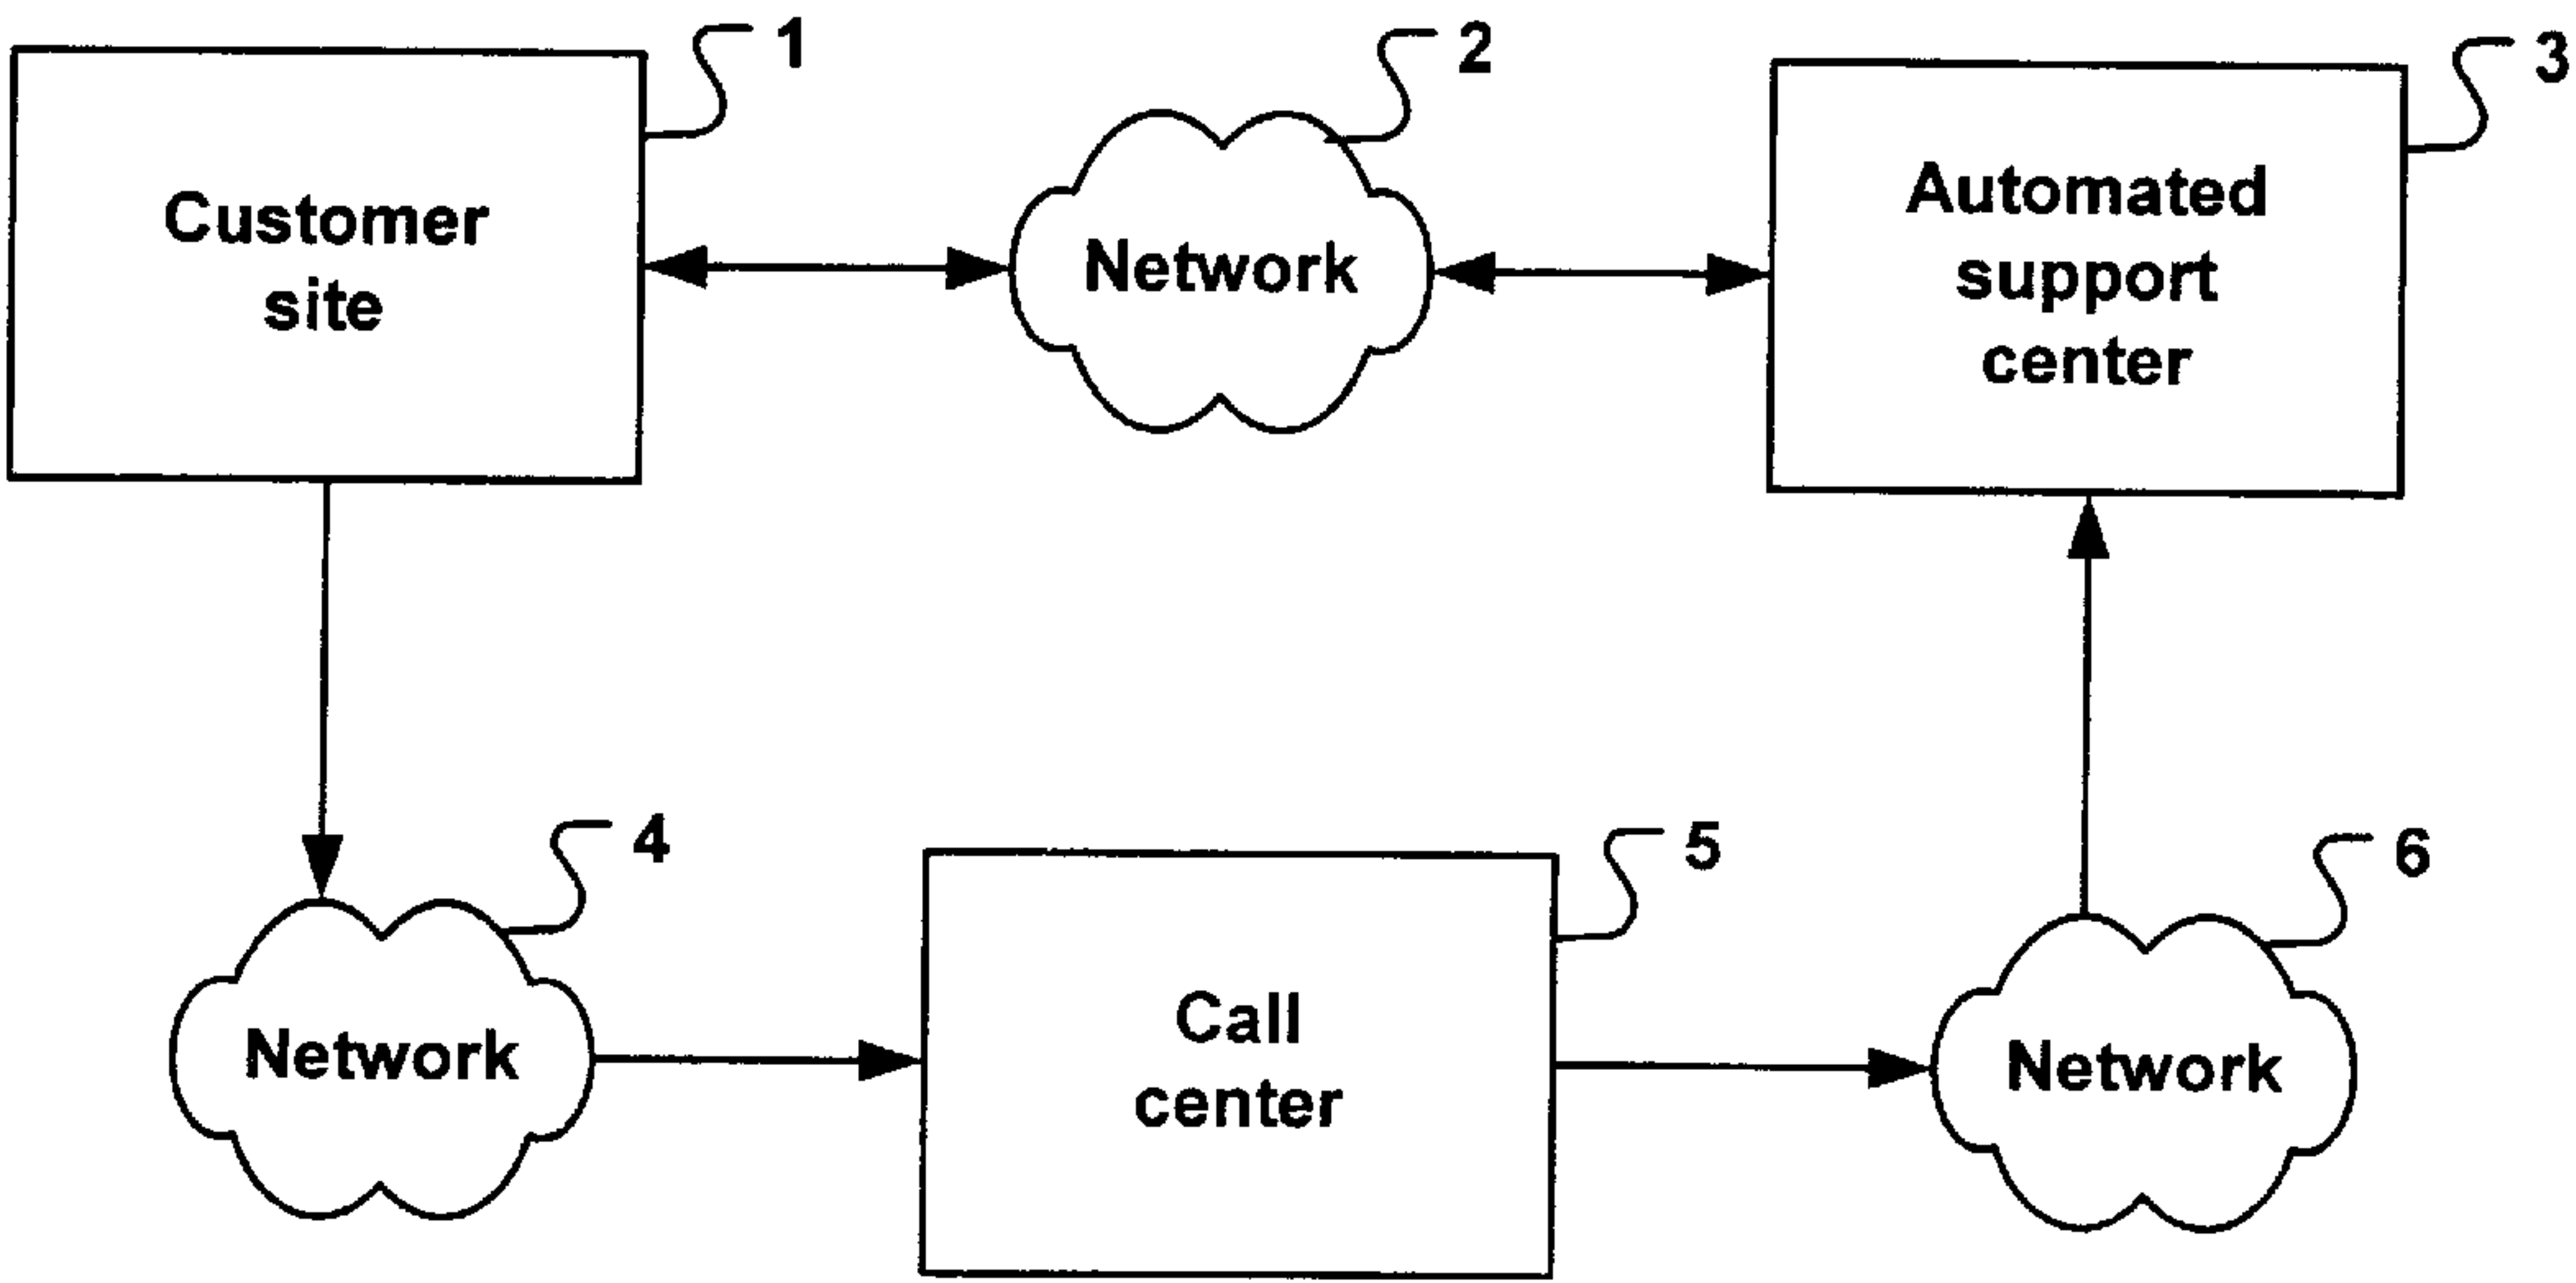 1
2
3
Customer
site
Network
Automated
support
center
4
5
6
Network
Call
center
Network